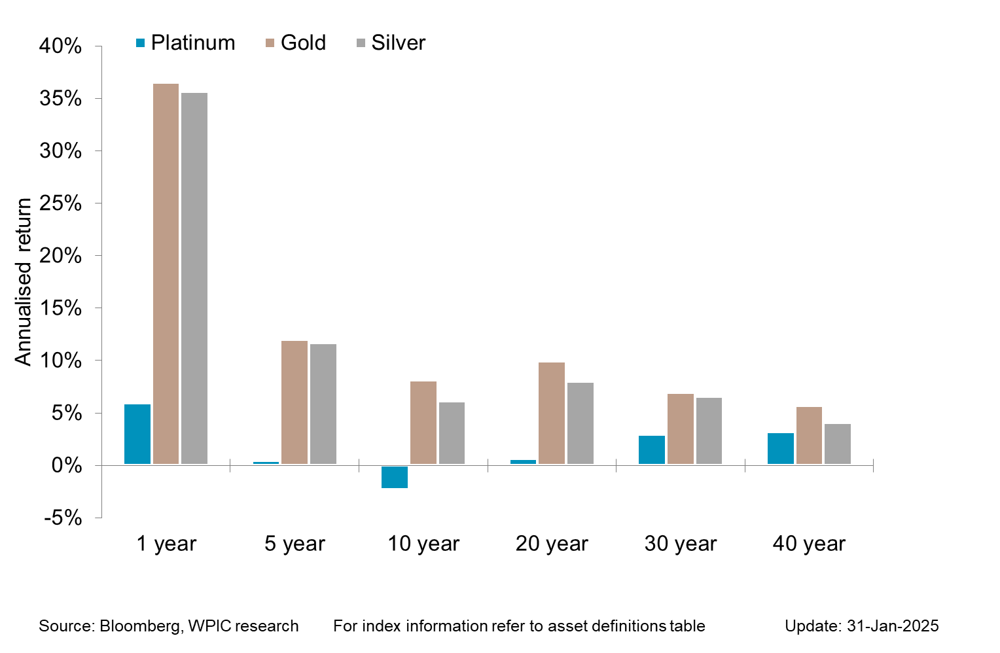 Platinum Gold Silver
40%
35%
30%
25%
20%
15%
10%
5%
0%
-5%
Annualised return
1 year 5 year 10 year 20 year 30 year 40 year
Source: Bloomberg, WPIC research For index information refer to asset definitions table Update: 31-Jan-2025